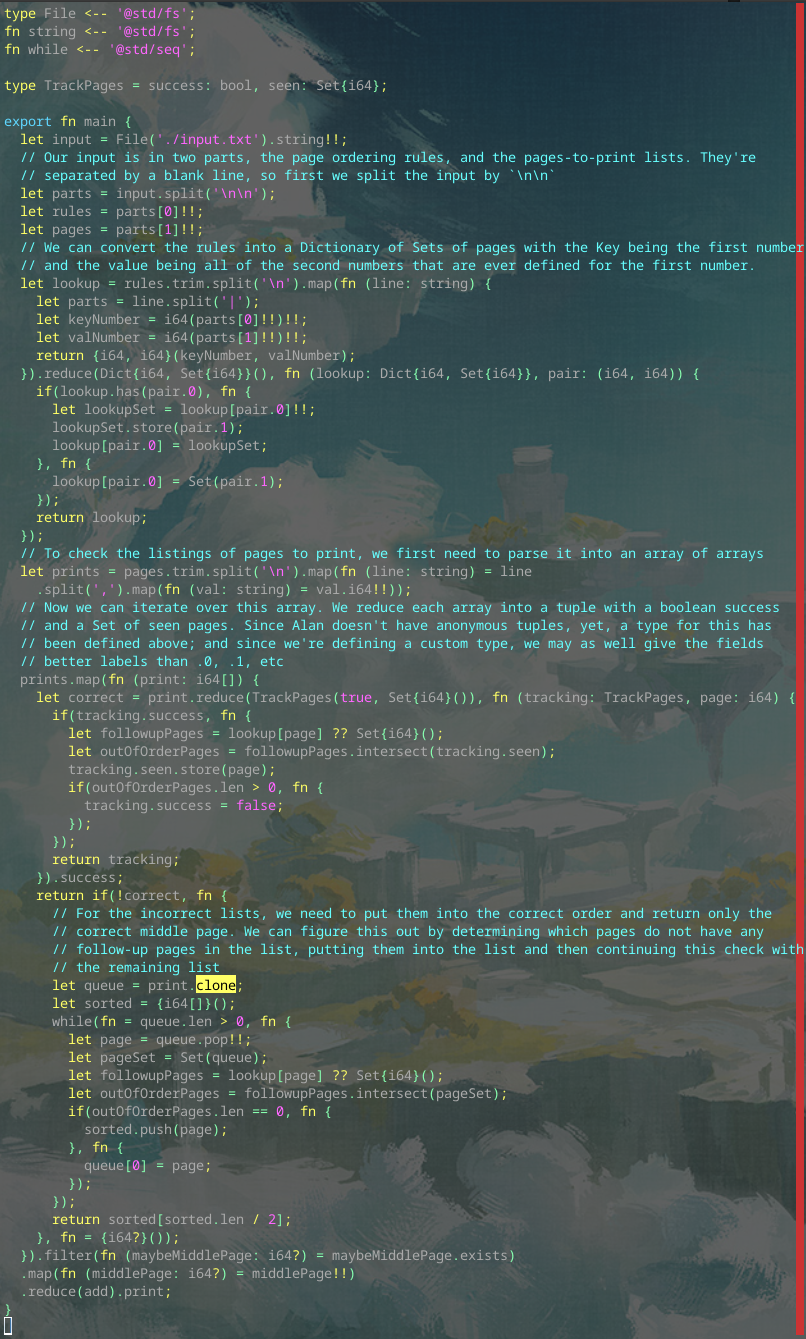 type File <-- '@std/fs';
fn string <-- '@std/fs';
fn while <-- '@std/seq';

type TrackPages = success: bool, seen: Set{i64};

export fn main {
  let input = File('./input.txt').string!!;
  // Our input is in two parts, the page ordering rules, and the pages-to-print lists. They're
  // separated by a blank line, so first we split the input by `\n\n`
  let parts = input.split('\n\n');
  let rules = parts[0]!!;
  let pages = parts[1]!!;
  // We can convert the rules into a Dictionary of Sets of pages with the Key being the first number
  // and the value being all of the second numbers that are ever defined for the first number.
  let lookup = rules.trim.split('\n').map(fn (line: string) {
    let parts = line.split('|');
    let keyNumber = i64(parts[0]!!)!!;
    let valNumber = i64(parts[1]!!)!!;
    return {i64, i64}(keyNumber, valNumber);
  }).reduce(Dict{i64, Set{i64}}(), fn (lookup: Dict{i64, Set{i64}}, pair: (i64, i64)) {
    if(lookup.has(pair.0), fn {
      let lookupSet = lookup[pair.0]!!;
      lookupSet.store(pair.1);
      lookup[pair.0] = lookupSet;
    }, fn {
      lookup[pair.0] = Set(pair.1);
    });
    return lookup;
  });
  // To check the listings of pages to print, we first need to parse it into an array of arrays
  let prints = pages.trim.split('\n').map(fn (line: string) = line
    .split(',').map(fn (val: string) = val.i64!!));
  // Now we can iterate over this array. We reduce each array into a tuple with a boolean success
  // and a Set of seen pages. Since Alan doesn't have anonymous tuples, yet, a type for this has
  // been defined above; and since we're defining a custom type, we may as well give the fields
  // better labels than .0, .1, etc
  prints.map(fn (print: i64[]) {
    let correct = print.reduce(TrackPages(true, Set{i64}()), fn (tracking: TrackPages, page: i64) {
      if(tracking.success, fn {
        let followupPages = lookup[page] ?? Set{i64}();
        let outOfOrderPages = followupPages.intersect(tracking.seen);
        tracking.seen.store(page);
        if(outOfOrderPages.len > 0, fn {
          tracking.success = false;
        });
      });
      return tracking;
    }).success;
    return if(!correct, fn {
      // For the incorrect lists, we need to put them into the correct order and return only the
      // correct middle page. We can figure this out by determining which pages do not have any
      // follow-up pages in the list, putting them into the list and then continuing this check with
      // the remaining list
      let queue = print.clone;
      let sorted = {i64[]}();
      while(fn = queue.len > 0, fn {
        let page = queue.pop!!;
        let pageSet = Set(queue);
        let followupPages = lookup[page] ?? Set{i64}();
        let outOfOrderPages = followupPages.intersect(pageSet);
        if(outOfOrderPages.len == 0, fn {
          sorted.push(page);
        }, fn {
          queue[0] = page;
        });
      });
      return sorted[sorted.len / 2];
    }, fn = {i64?}());
  }).filter(fn (maybeMiddlePage: i64?) = maybeMiddlePage.exists)
  .map(fn (middlePage: i64?) = middlePage!!)
  .reduce(add).print;
}